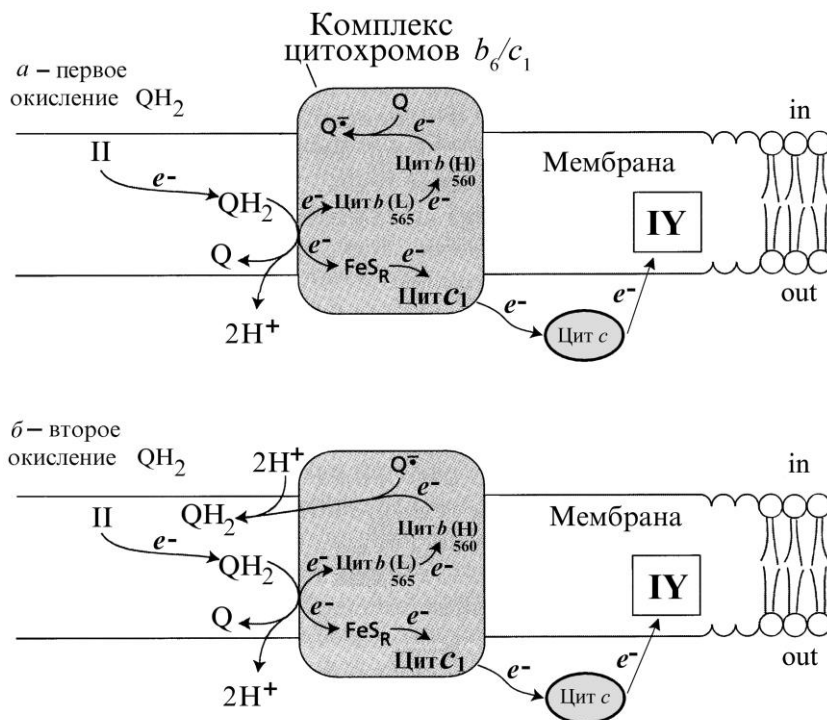 Комплекс
цитохромов b₆/c₁
а – первое
окисление QH₂
in
Q
Q∸
e-
Цит b (H)
560
II
e-
QH₂
e-
Цит b (L)
565
e-
Мембрана
IY
Q
e-
FeS_R
e-
Цит c₁
2H⁺
e-
Цит c
e-
out
б – второе
окисление QH₂
2H⁺
Q∸
e-
in
QH₂
Цит b (H)
560
II
e-
QH₂
e-
Цит b (L)
565
e-
Мембрана
IY
Q
e-
FeS_R
e-
Цит c₁
2H⁺
e-
Цит c
e-
out